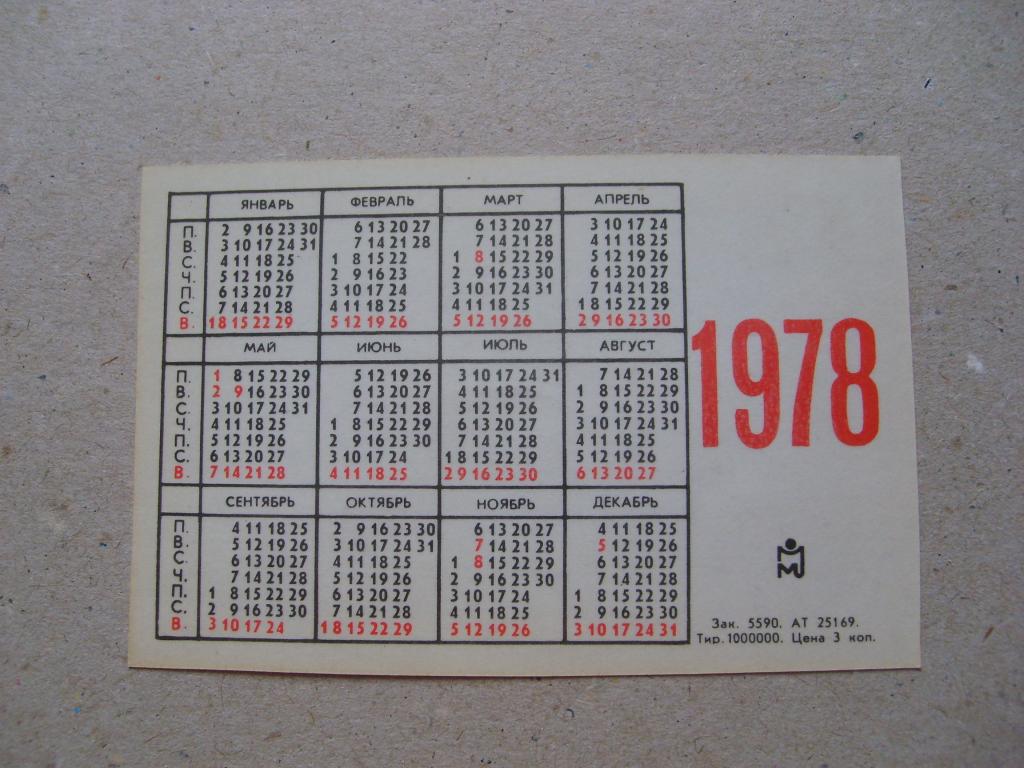 ЯНВАРЬ ФЕВРАЛЬ МАРТ АПРЕЛЬ
П. 2 9 16 23 30 6 13 20 27 6 13 20 27 3 10 17 24
В. 3 10 17 24 31 7 14 21 28 7 14 21 28 4 11 18 25
С. 4 11 18 25 1 8 15 22 1 8 15 22 29 5 12 19 26
Ч. 5 12 19 26 2 9 16 23 2 9 16 23 30 6 13 20 27
П. 6 13 20 27 3 10 17 24 3 10 17 24 31 7 14 21 28
С. 7 14 21 28 4 11 18 25 4 11 18 25 1 8 15 22 29
В. 1 8 15 22 29 5 12 19 26 5 12 19 26 2 9 16 23 30
МАЙ ИЮНЬ ИЮЛЬ АВГУСТ
П. 1 8 15 22 29 5 12 19 26 3 10 17 24 31 7 14 21 28
В. 2 9 16 23 30 6 13 20 27 4 11 18 25 1 8 15 22 29
С. 3 10 17 24 31 7 14 21 28 5 12 19 26 2 9 16 23 30
Ч. 4 11 18 25 1 8 15 22 29 6 13 20 27 3 10 17 24 31
П. 5 12 19 26 2 9 16 23 30 7 14 21 28 4 11 18 25
С. 6 13 20 27 3 10 17 24 1 8 15 22 29 5 12 19 26
В. 7 14 21 28 4 11 18 25 2 9 16 23 30 6 13 20 27
СЕНТЯБРЬ ОКТЯБРЬ НОЯБРЬ ДЕКАБРЬ
П. 4 11 18 25 2 9 16 23 30 6 13 20 27 4 11 18 25
В. 5 12 19 26 3 10 17 24 31 7 14 21 28 5 12 19 26
С. 6 13 20 27 4 11 18 25 1 8 15 22 29 6 13 20 27
Ч. 7 14 21 28 5 12 19 26 2 9 16 23 30 7 14 21 28
П. 1 8 15 22 29 6 13 20 27 3 10 17 24 1 8 15 22 29
С. 2 9 16 23 30 7 14 21 28 4 11 18 25 2 9 16 23 30
В. 3 10 17 24 1 8 15 22 29 5 12 19 26 3 10 17 24 31
1978
Зак. 5590. АТ 25169.
Тир. 1000000. Цена 3 коп.